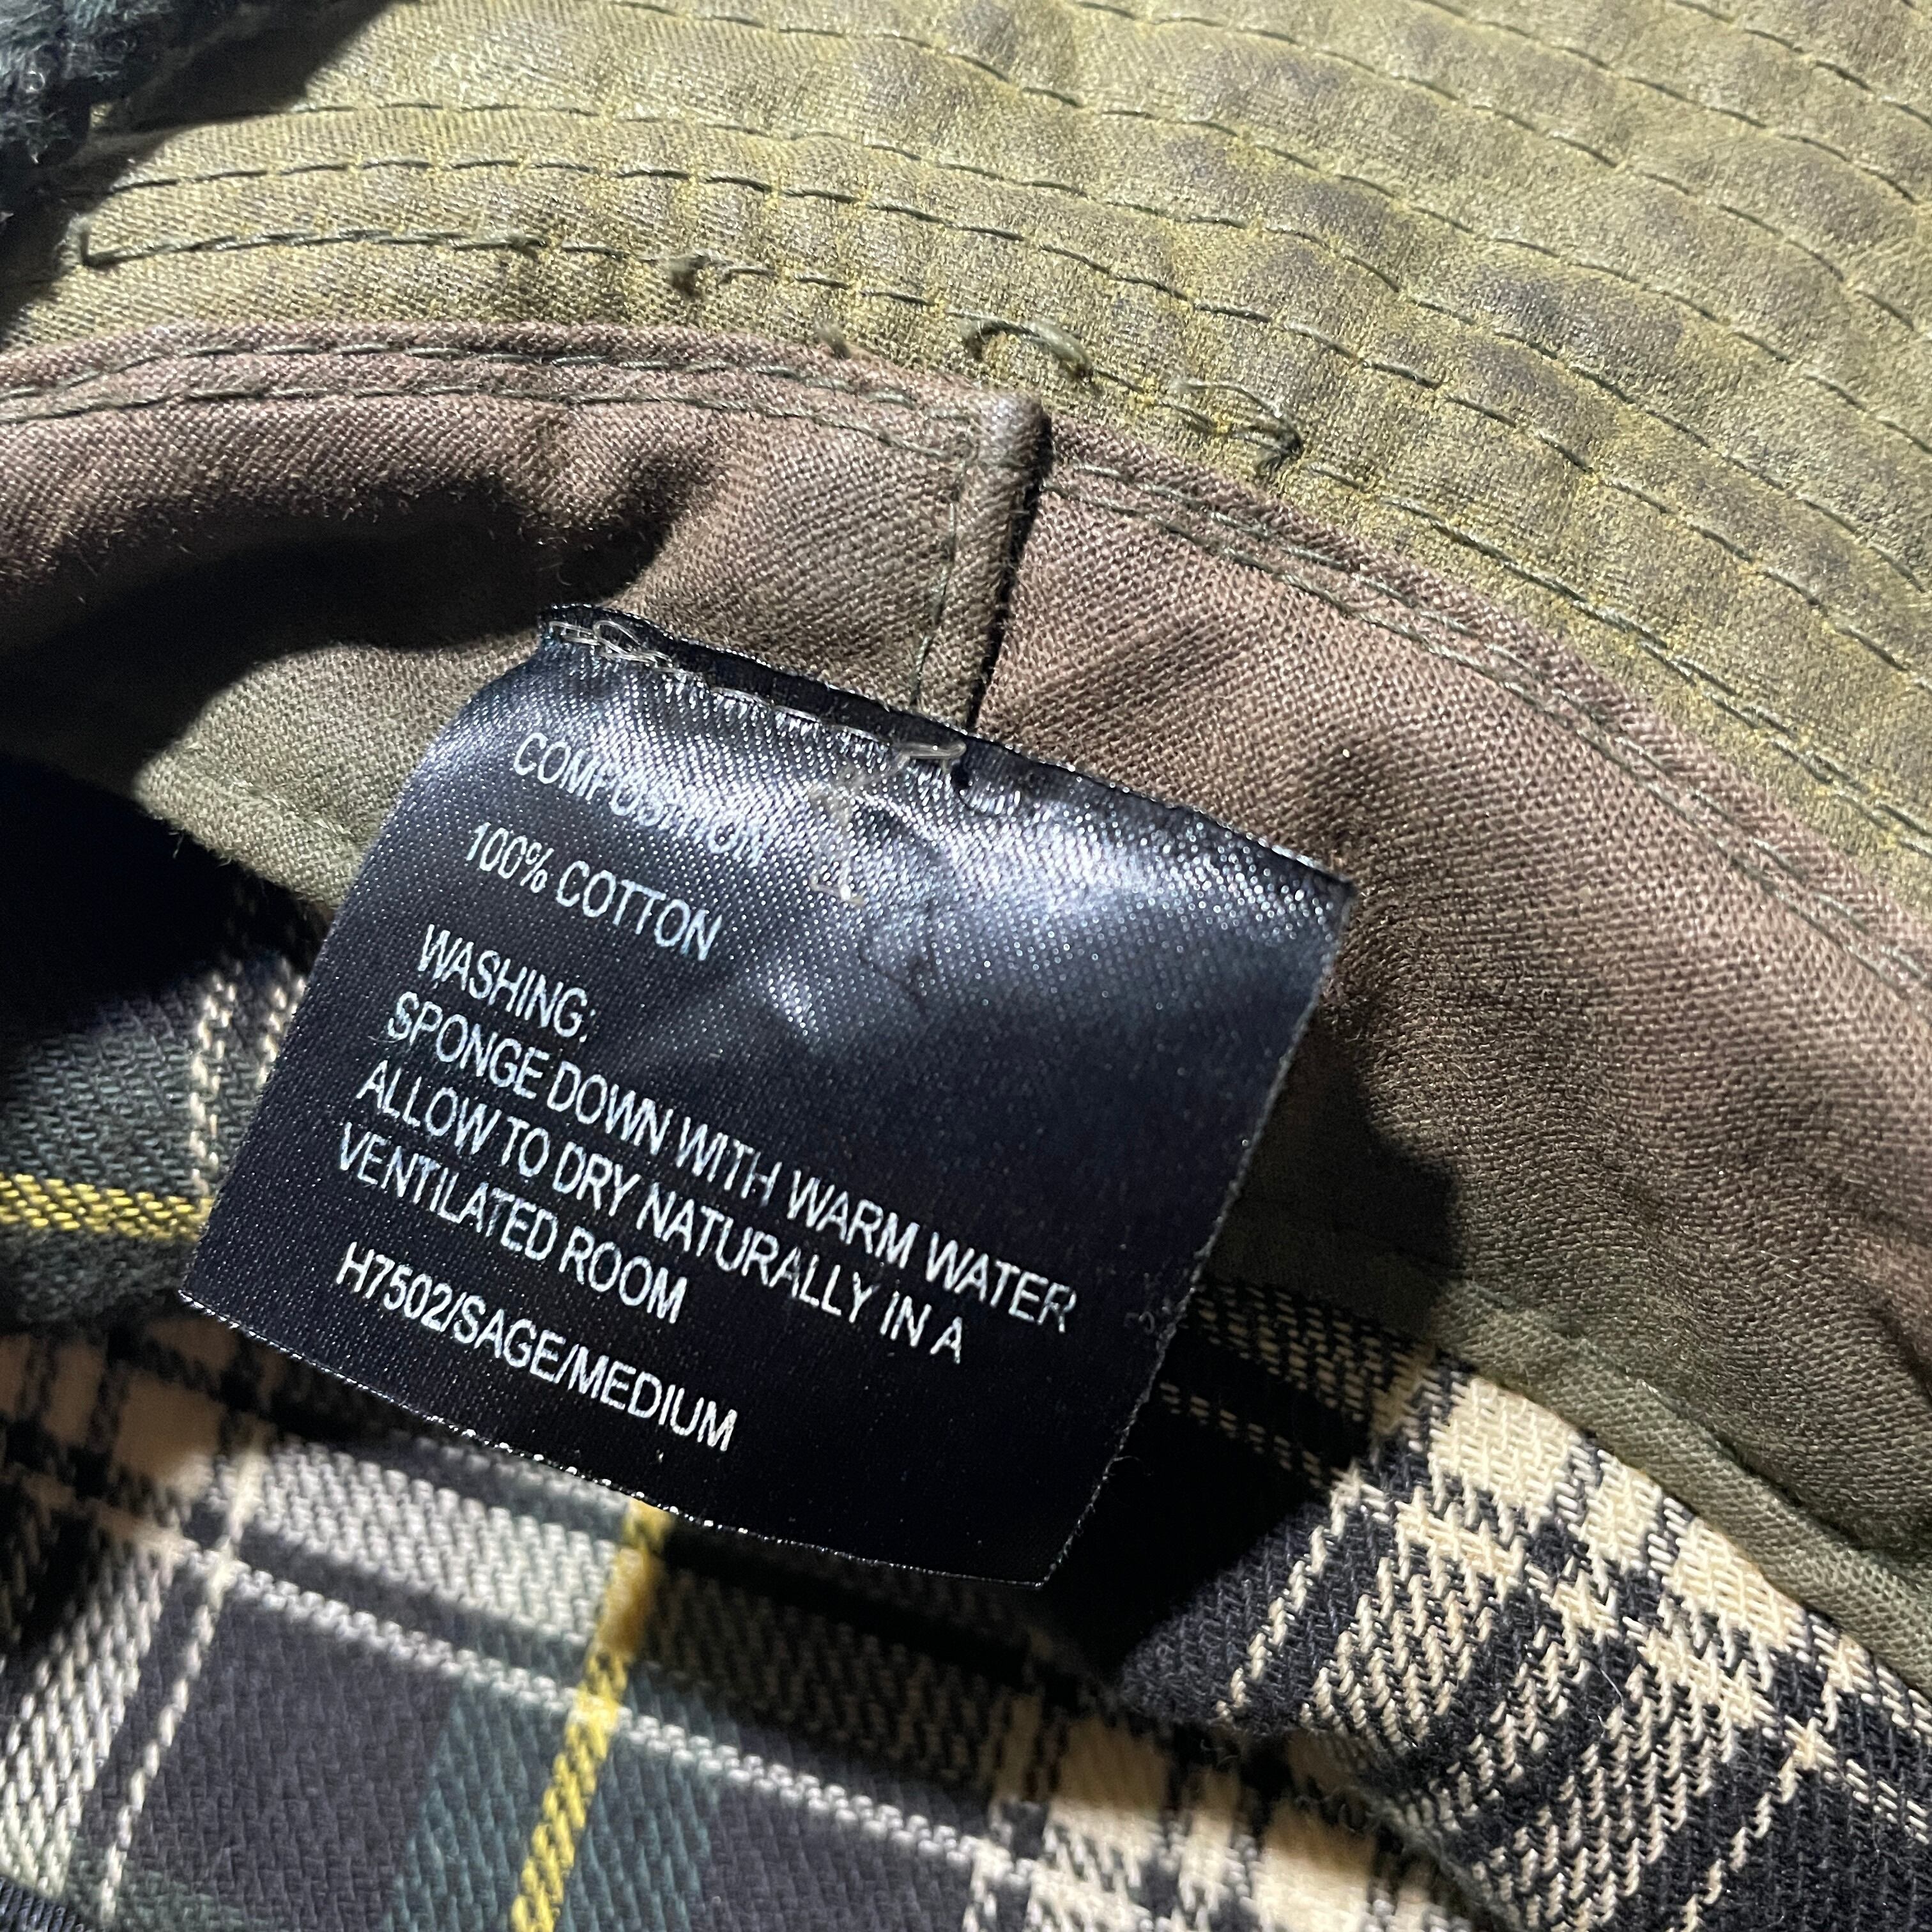 COMPOSITION
100% COTTON
WASHING:
SPONGE DOWN WITH WARM WATER
ALLOW TO DRY NATURALLY IN A
VENTILATED ROOM
H7502/SAGE/MEDIUM